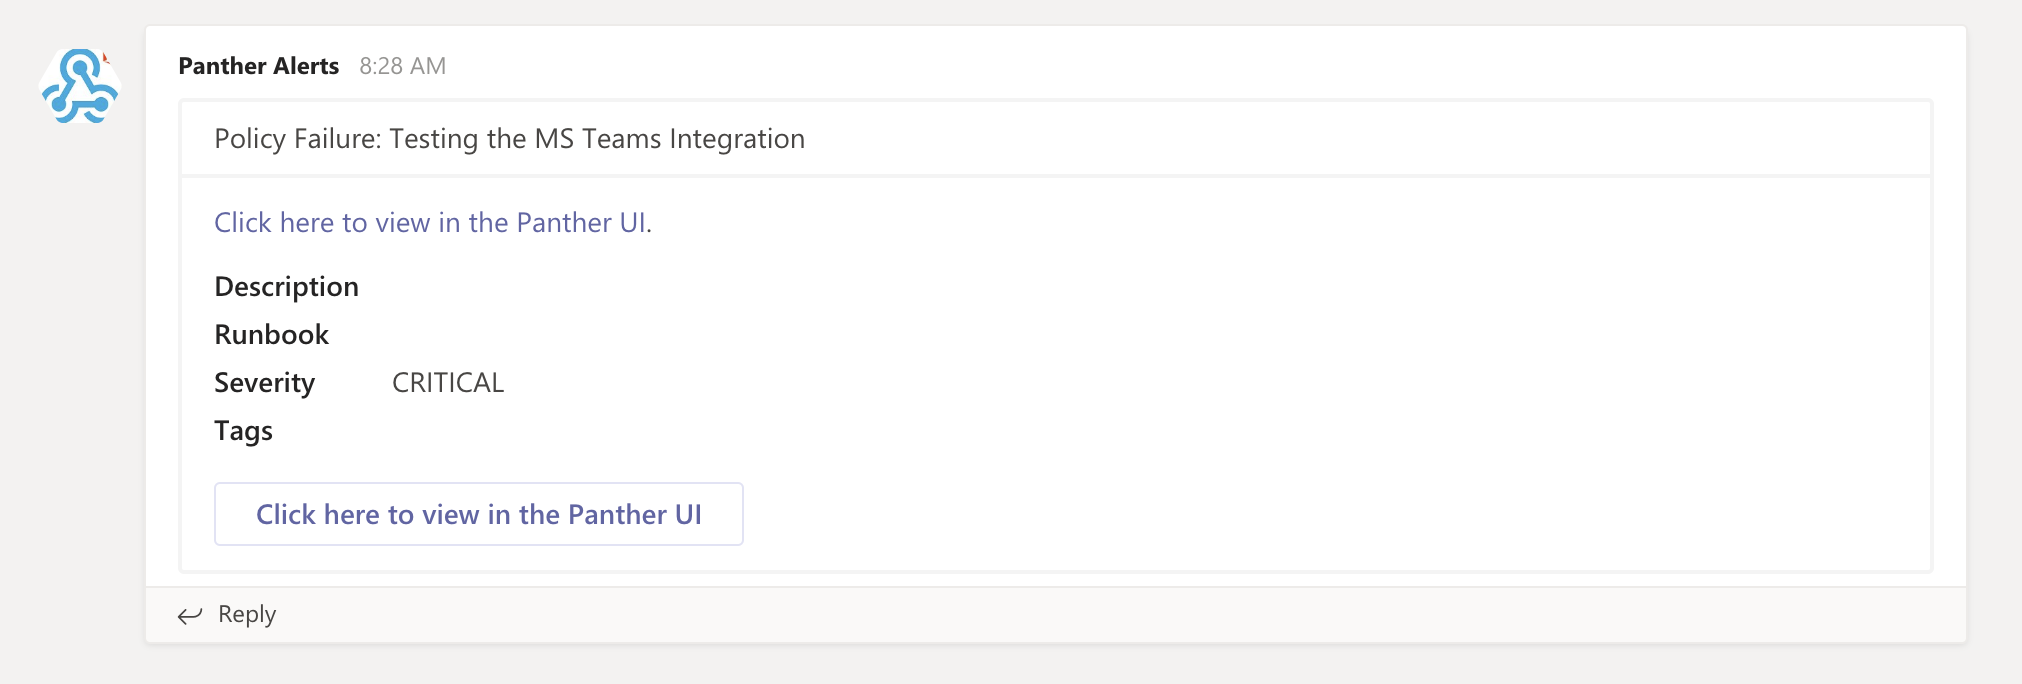 Panther Alerts 8:28 AM
Policy Failure: Testing the MS Teams Integration
Click here to view in the Panther UI.
Description
Runbook
Severity CRITICAL
Tags
Click here to view in the Panther UI
Reply